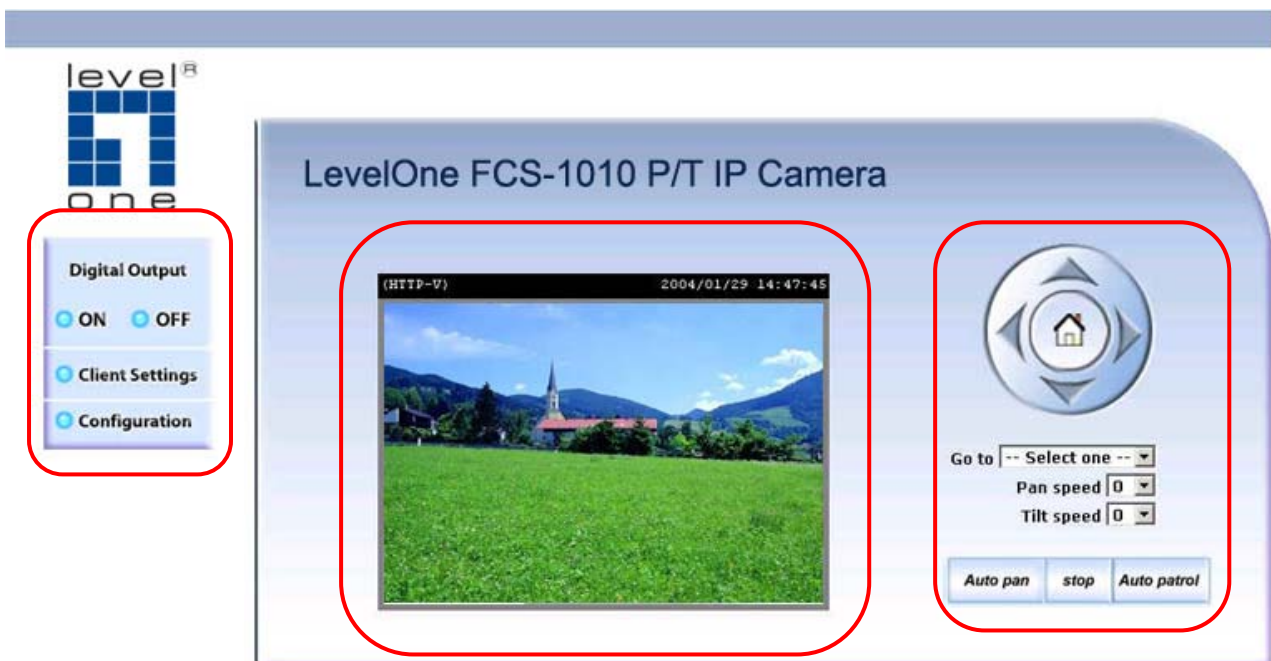 level®
one
LevelOne FCS-1010 P/T IP Camera
Digital Output
ON OFF
Client Settings
Configuration
(HTTP-V) 2004/01/29 14:47:45
Go to -- Select one --
Pan speed 0
Tilt speed 0
Auto pan stop Auto patrol